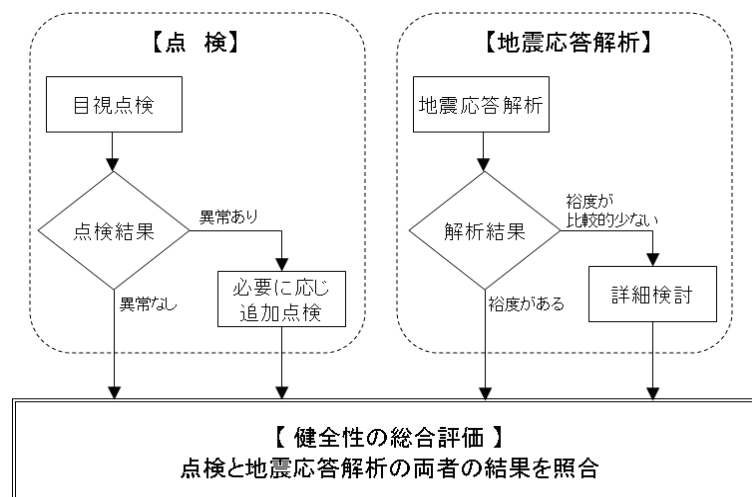 【点　検】
目視点検
点検結果
異常あり
異常なし
必要に応じ
追加点検
【地震応答解析】
地震応答解析
解析結果
裕度が
比較的少ない
裕度がある
詳細検討
【 健全性の総合評価 】
点検と地震応答解析の両者の結果を照合